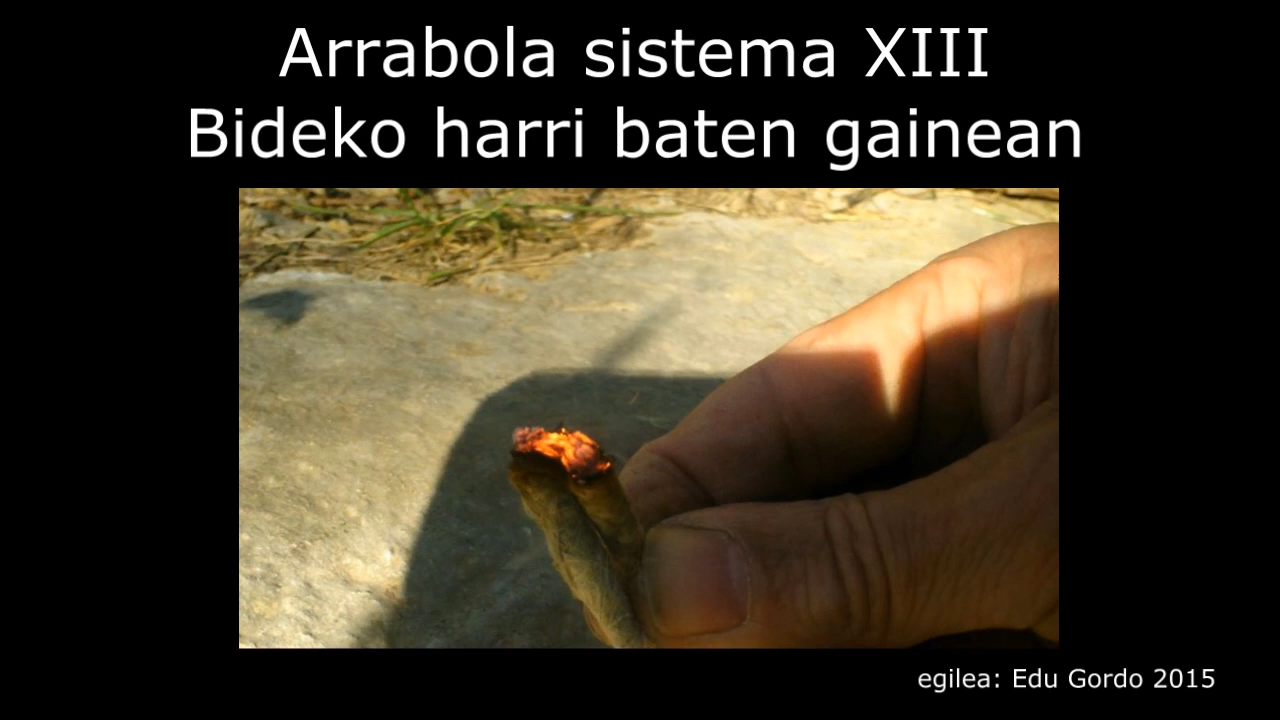 Arrabola sistema XIII
Bideko harri baten gainean
egilea: Edu Gordo 2015